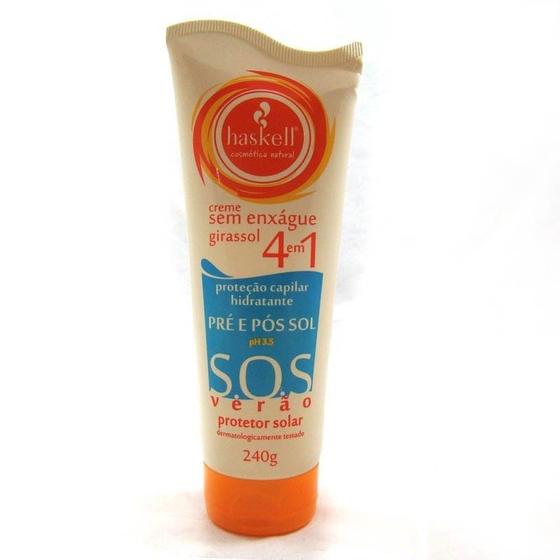 haskell
cosmética natural
creme
sem enxágue
girassol 4 em 1
proteção capilar
hidratante
PRÉ E PÓS SOL
pH 3.5
S.O.S
verão
protetor solar
dermatologicamente testado
240g